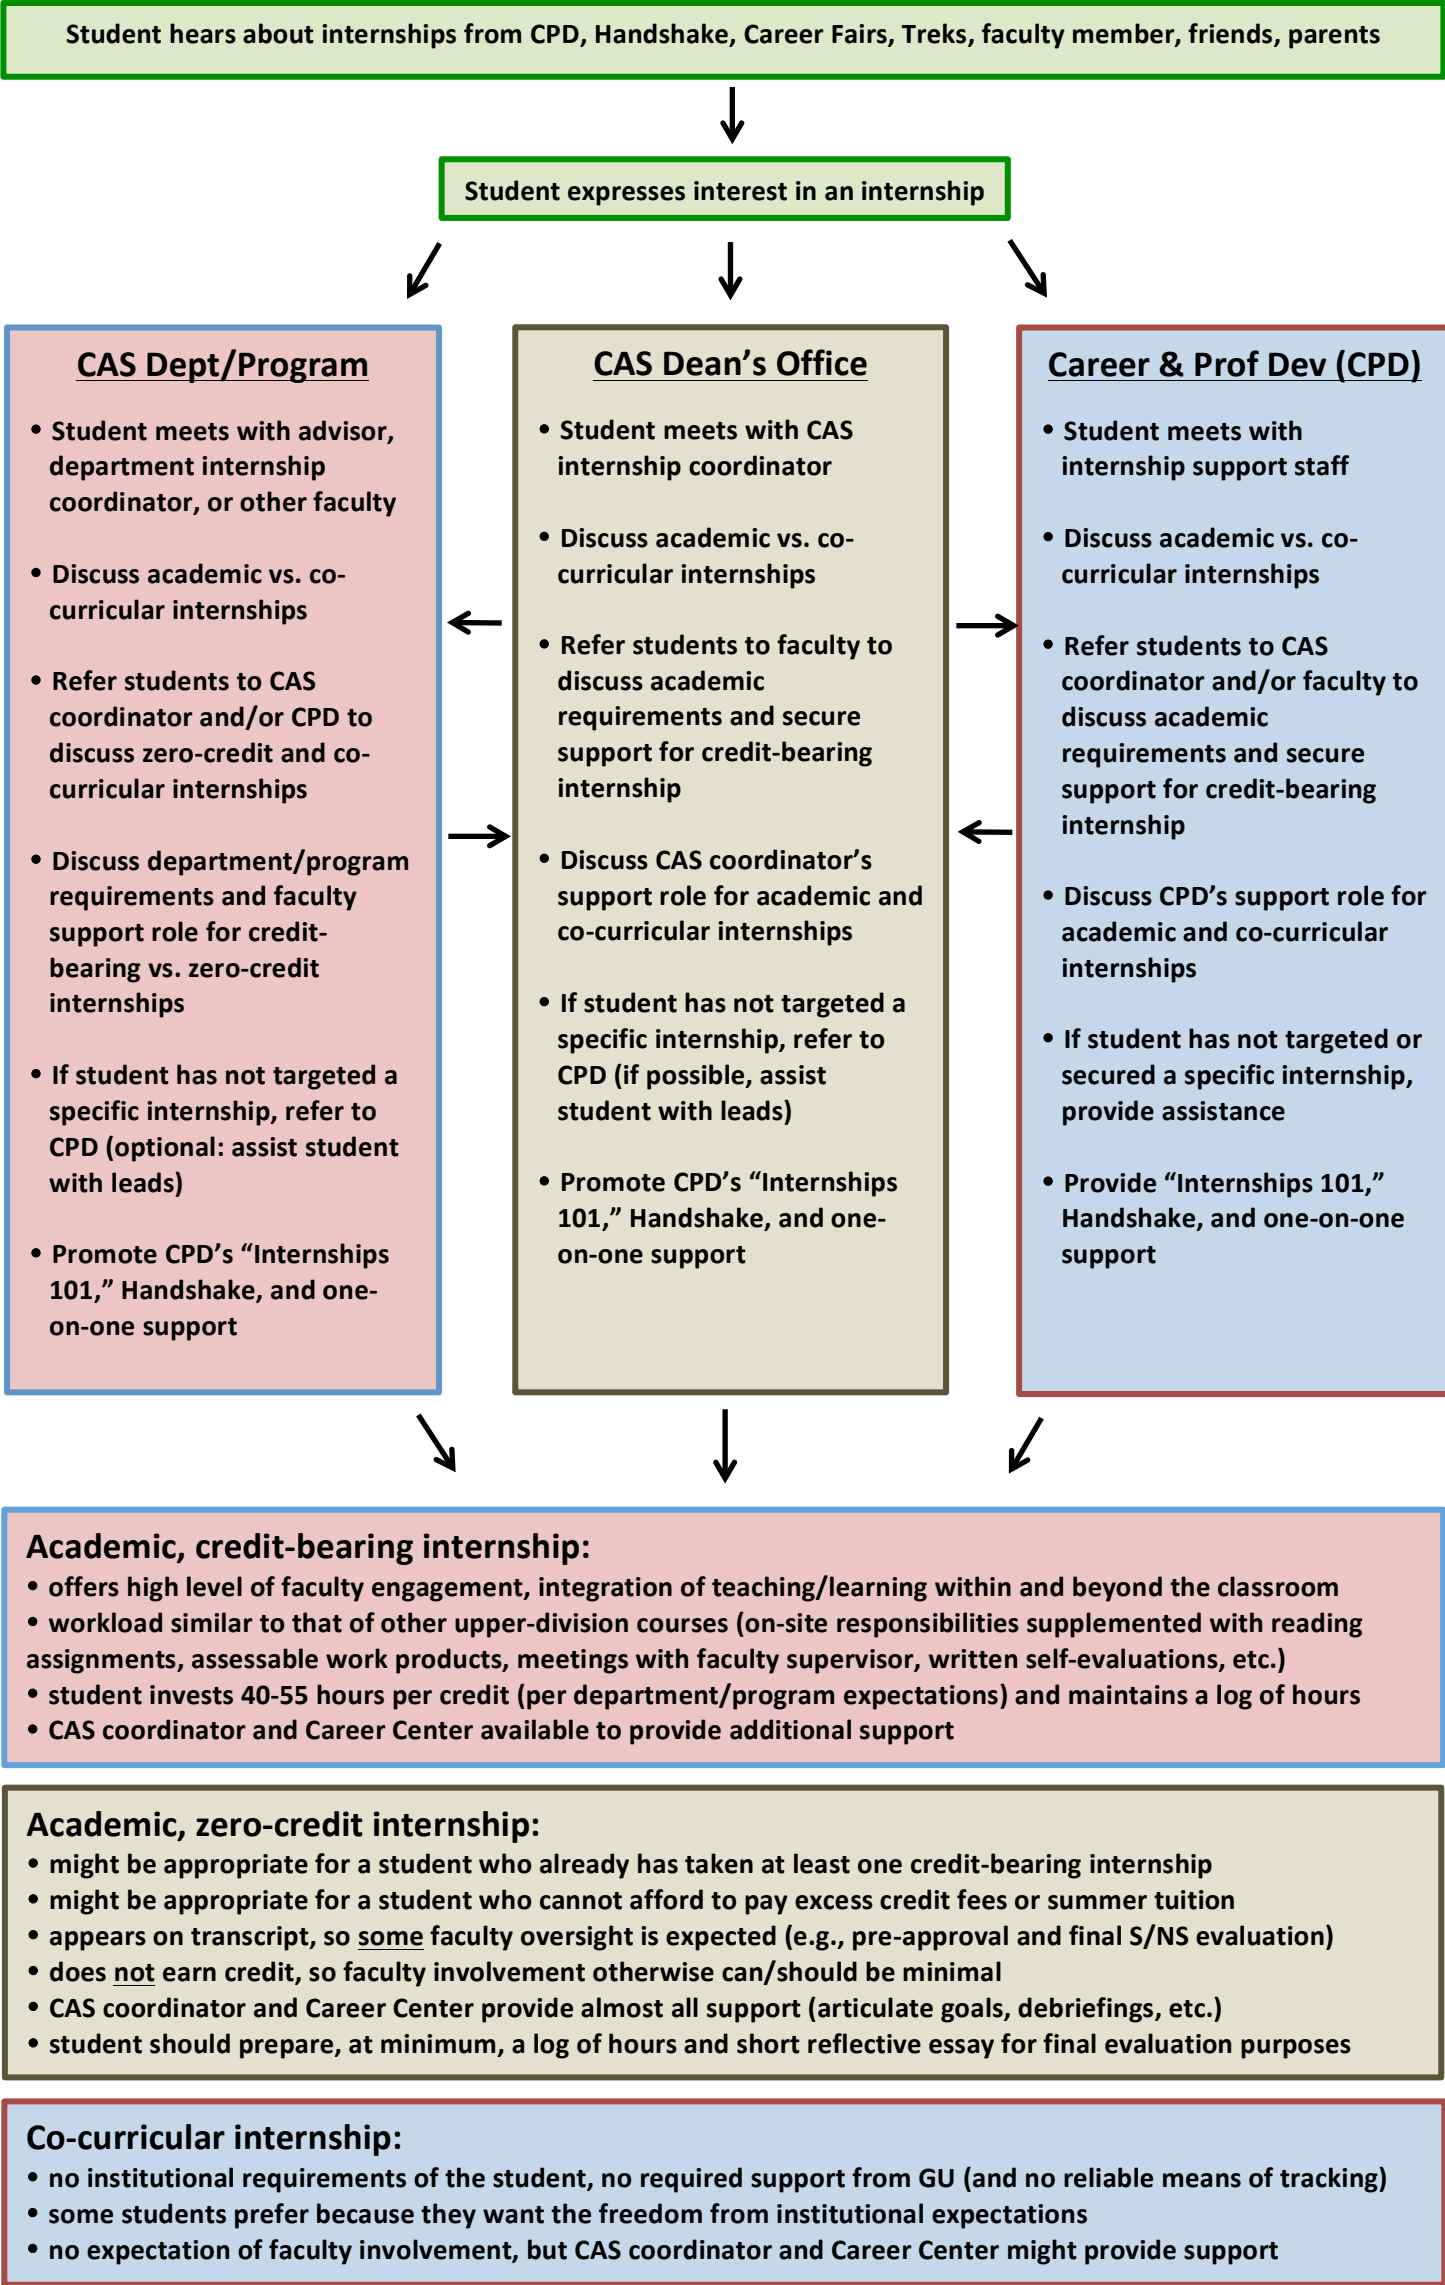 Student hears about internships from CPD, Handshake, Career Fairs, Treks, faculty member, friends, parents
Student expresses interest in an internship
CAS Dept/Program
• Student meets with advisor,
department internship
coordinator, or other faculty
• Discuss academic vs. co-
curricular internships
• Refer students to CAS
coordinator and/or CPD to
discuss zero-credit and co-
curricular internships
• Discuss department/program
requirements and faculty
support role for credit-
bearing vs. zero-credit
internships
• If student has not targeted a
specific internship, refer to
CPD (optional: assist student
with leads)
• Promote CPD’s “Internships
101,” Handshake, and one-
on-one support
CAS Dean’s Office
• Student meets with CAS
internship coordinator
• Discuss academic vs. co-
curricular internships
• Refer students to faculty to
discuss academic
requirements and secure
support for credit-bearing
internship
• Discuss CAS coordinator’s
support role for academic and
co-curricular internships
• If student has not targeted a
specific internship, refer to
CPD (if possible, assist
student with leads)
• Promote CPD’s “Internships
101,” Handshake, and one-
on-one support
Career & Prof Dev (CPD)
• Student meets with
internship support staff
• Discuss academic vs. co-
curricular internships
• Refer students to CAS
coordinator and/or faculty to
discuss academic
requirements and secure
support for credit-bearing
internship
• Discuss CPD’s support role for
academic and co-curricular
internships
• If student has not targeted or
secured a specific internship,
provide assistance
• Provide “Internships 101,”
Handshake, and one-on-one
support
Academic, credit-bearing internship:
• offers high level of faculty engagement, integration of teaching/learning within and beyond the classroom
• workload similar to that of other upper-division courses (on-site responsibilities supplemented with reading
assignments, assessable work products, meetings with faculty supervisor, written self-evaluations, etc.)
• student invests 40-55 hours per credit (per department/program expectations) and maintains a log of hours
• CAS coordinator and Career Center available to provide additional support
Academic, zero-credit internship:
• might be appropriate for a student who already has taken at least one credit-bearing internship
• might be appropriate for a student who cannot afford to pay excess credit fees or summer tuition
• appears on transcript, so some faculty oversight is expected (e.g., pre-approval and final S/NS evaluation)
• does not earn credit, so faculty involvement otherwise can/should be minimal
• CAS coordinator and Career Center provide almost all support (articulate goals, debriefings, etc.)
• student should prepare, at minimum, a log of hours and short reflective essay for final evaluation purposes
Co-curricular internship:
• no institutional requirements of the student, no required support from GU (and no reliable means of tracking)
• some students prefer because they want the freedom from institutional expectations
• no expectation of faculty involvement, but CAS coordinator and Career Center might provide support